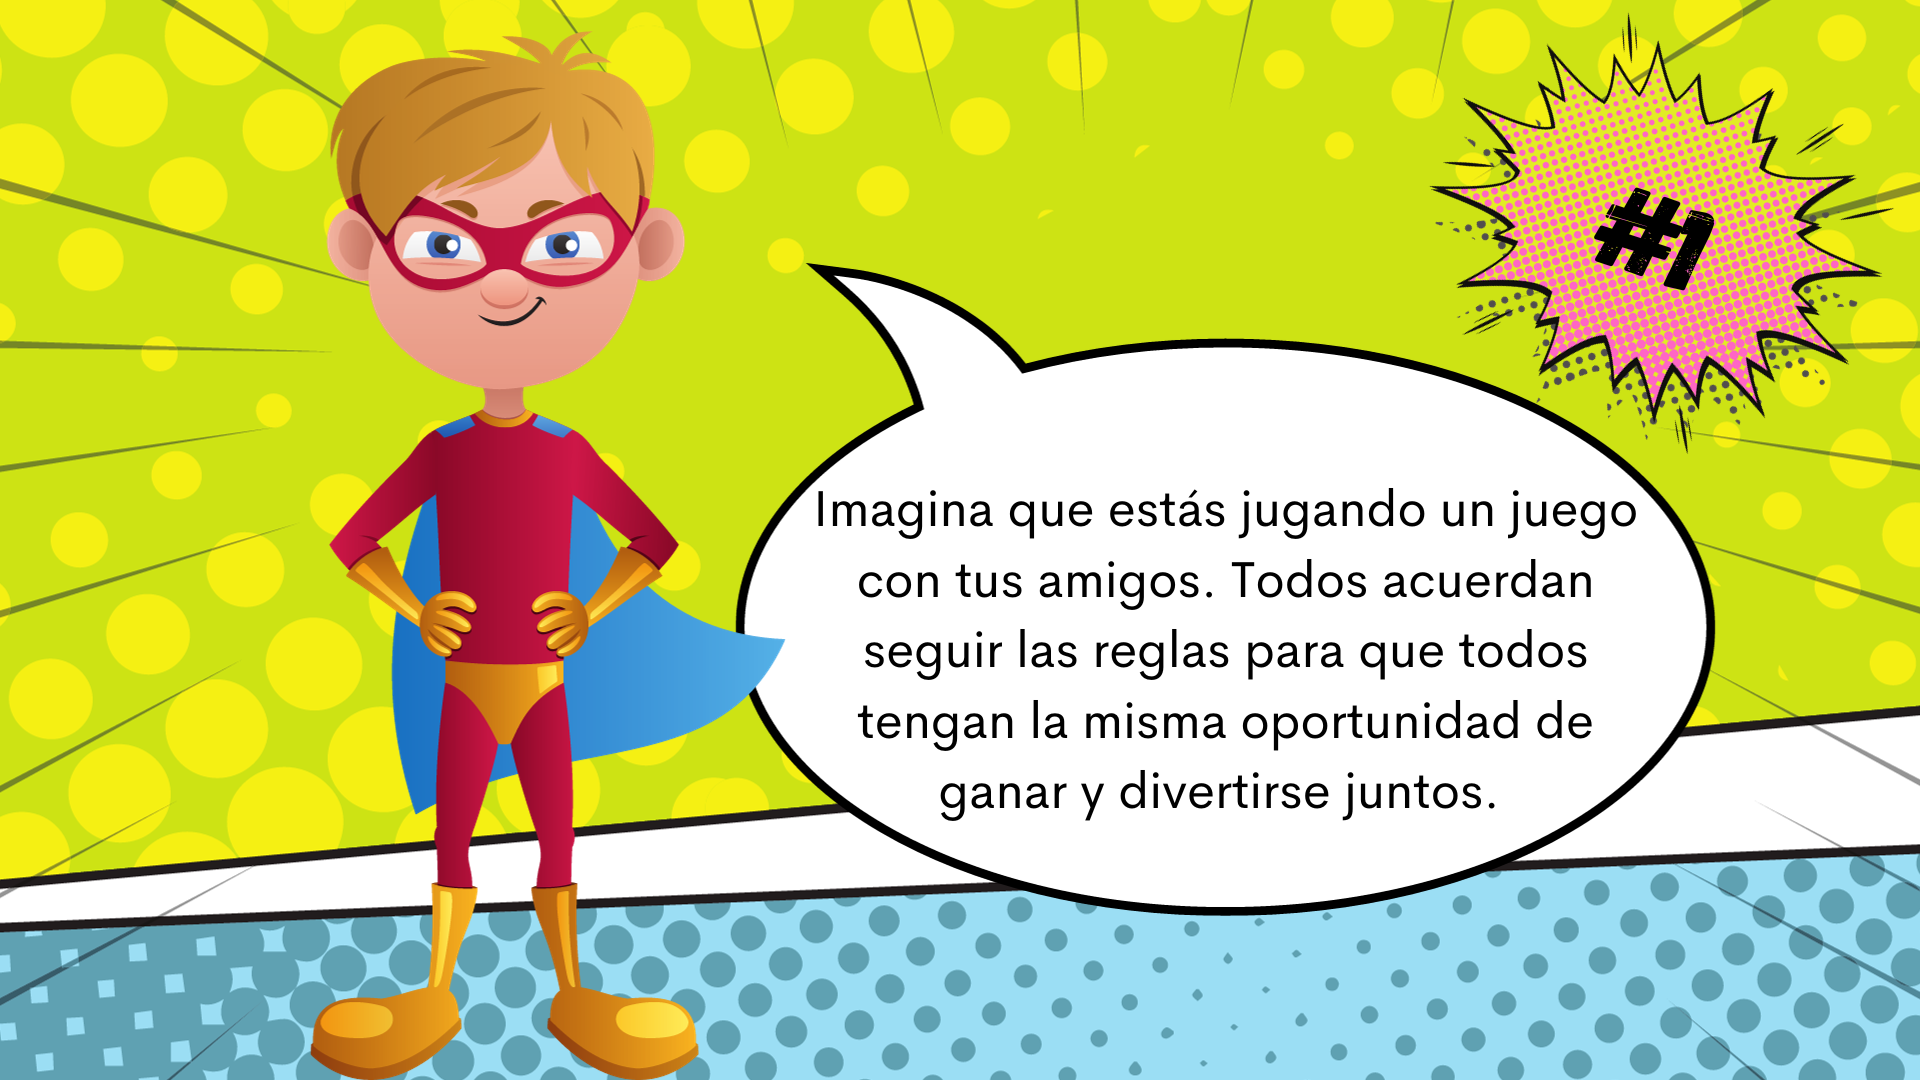 #1
Imagina que estás jugando un juego
con tus amigos. Todos acuerdan
seguir las reglas para que todos
tengan la misma oportunidad de
ganar y divertirse juntos.